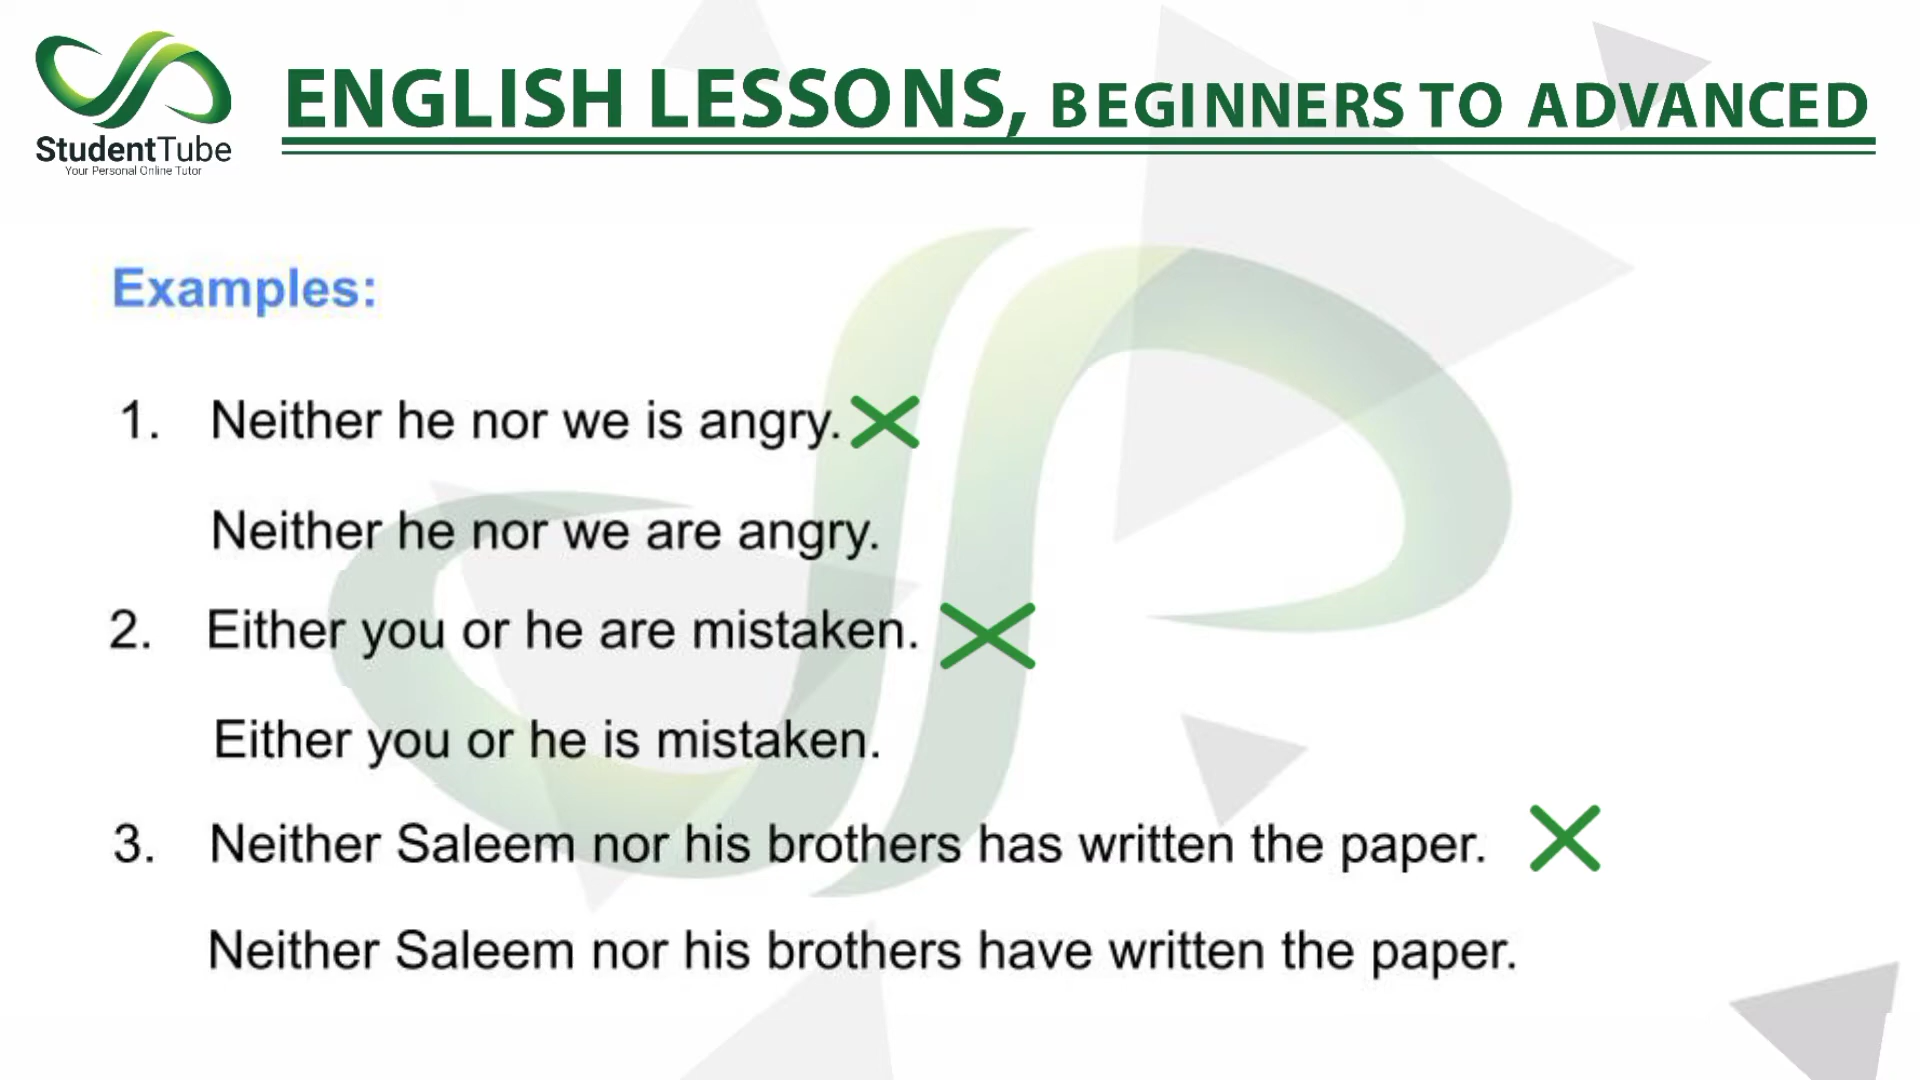 StudentTube
Your Personal Online Tutor
ENGLISH LESSONS, BEGINNERS TO ADVANCED
Examples:
1. Neither he nor we is angry.
Neither he nor we are angry.
2. Either you or he are mistaken.
Either you or he is mistaken.
3. Neither Saleem nor his brothers has written the paper.
Neither Saleem nor his brothers have written the paper.